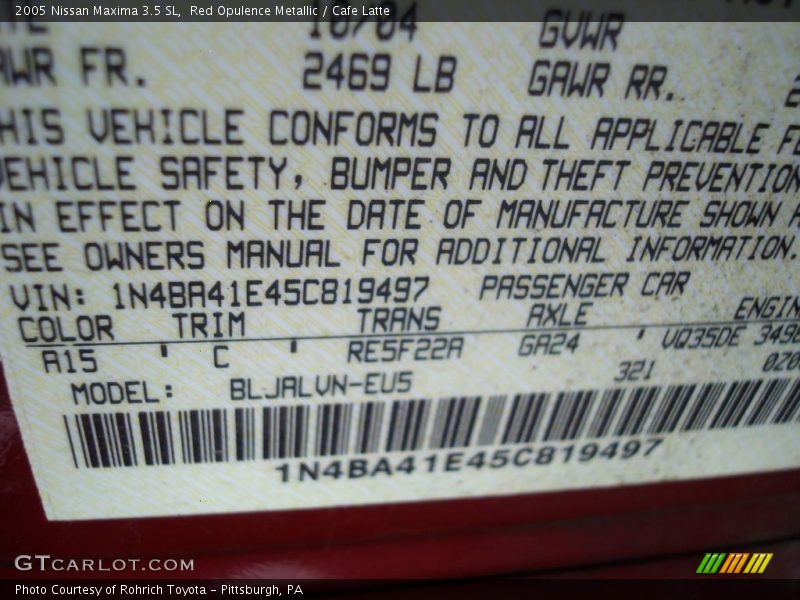 2005 Nissan Maxima 3.5 SL, Red Opulence Metallic / Cafe Latte
10/04 GVWR
FR. 2469 LB GAWR RR.
VEHICLE CONFORMS TO ALL APPLICABLE
VEHICLE SAFETY, BUMPER AND THEFT PREVENTION
IN EFFECT ON THE DATE OF MANUFACTURE SHOWN
SEE OWNERS MANUAL FOR ADDITIONAL INFORMATION.
VIN: 1N4BA41E45C819497 PASSENGER CAR
COLOR TRIM TRANS AXLE ENGIN
A15 ' C ' RE5F22A GA24 ' VQ35DE 349
MODEL: BLJALVN-EU5 321 020
1N4BA41E45C819497
GTCARLOT.COM
Photo Courtesy of Rohrich Toyota - Pittsburgh, PA